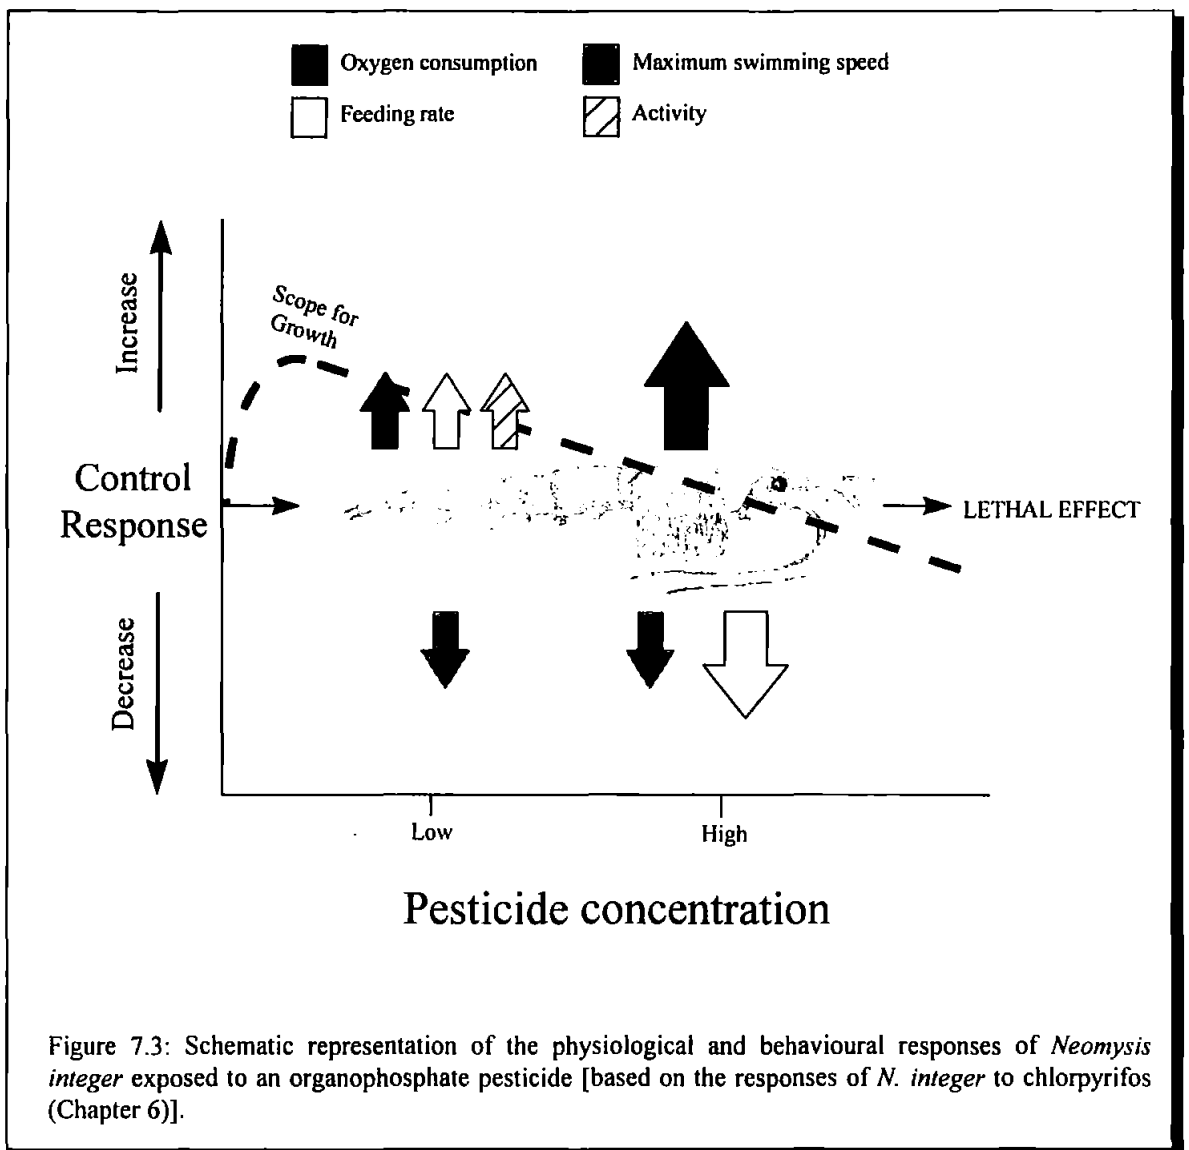 Oxygen consumption
Maximum swimming speed
Feeding rate
Activity
Increase
Scope for
Growth
Control
Response
LETHAL EFFECT
Decrease
Low
High
Pesticide concentration
Figure 7.3: Schematic representation of the physiological and behavioural responses of Neomysis
integer exposed to an organophosphate pesticide [based on the responses of N. integer to chlorpyrifos
(Chapter 6)].